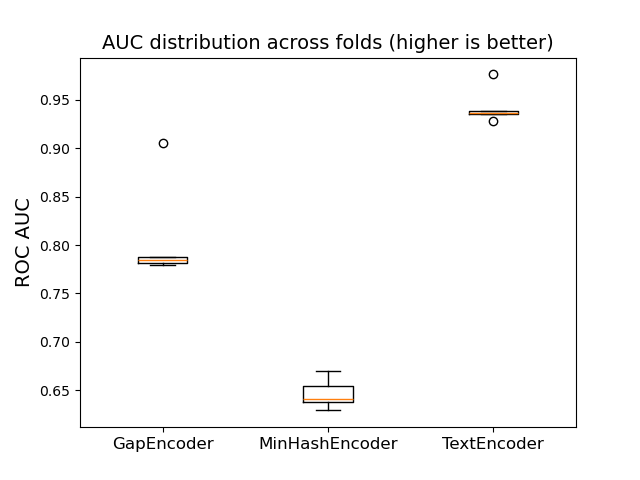 AUC distribution across folds (higher is better)
ROC AUC
0.95
0.90
0.85
0.80
0.75
0.70
0.65
GapEncoder
MinHashEncoder
TextEncoder